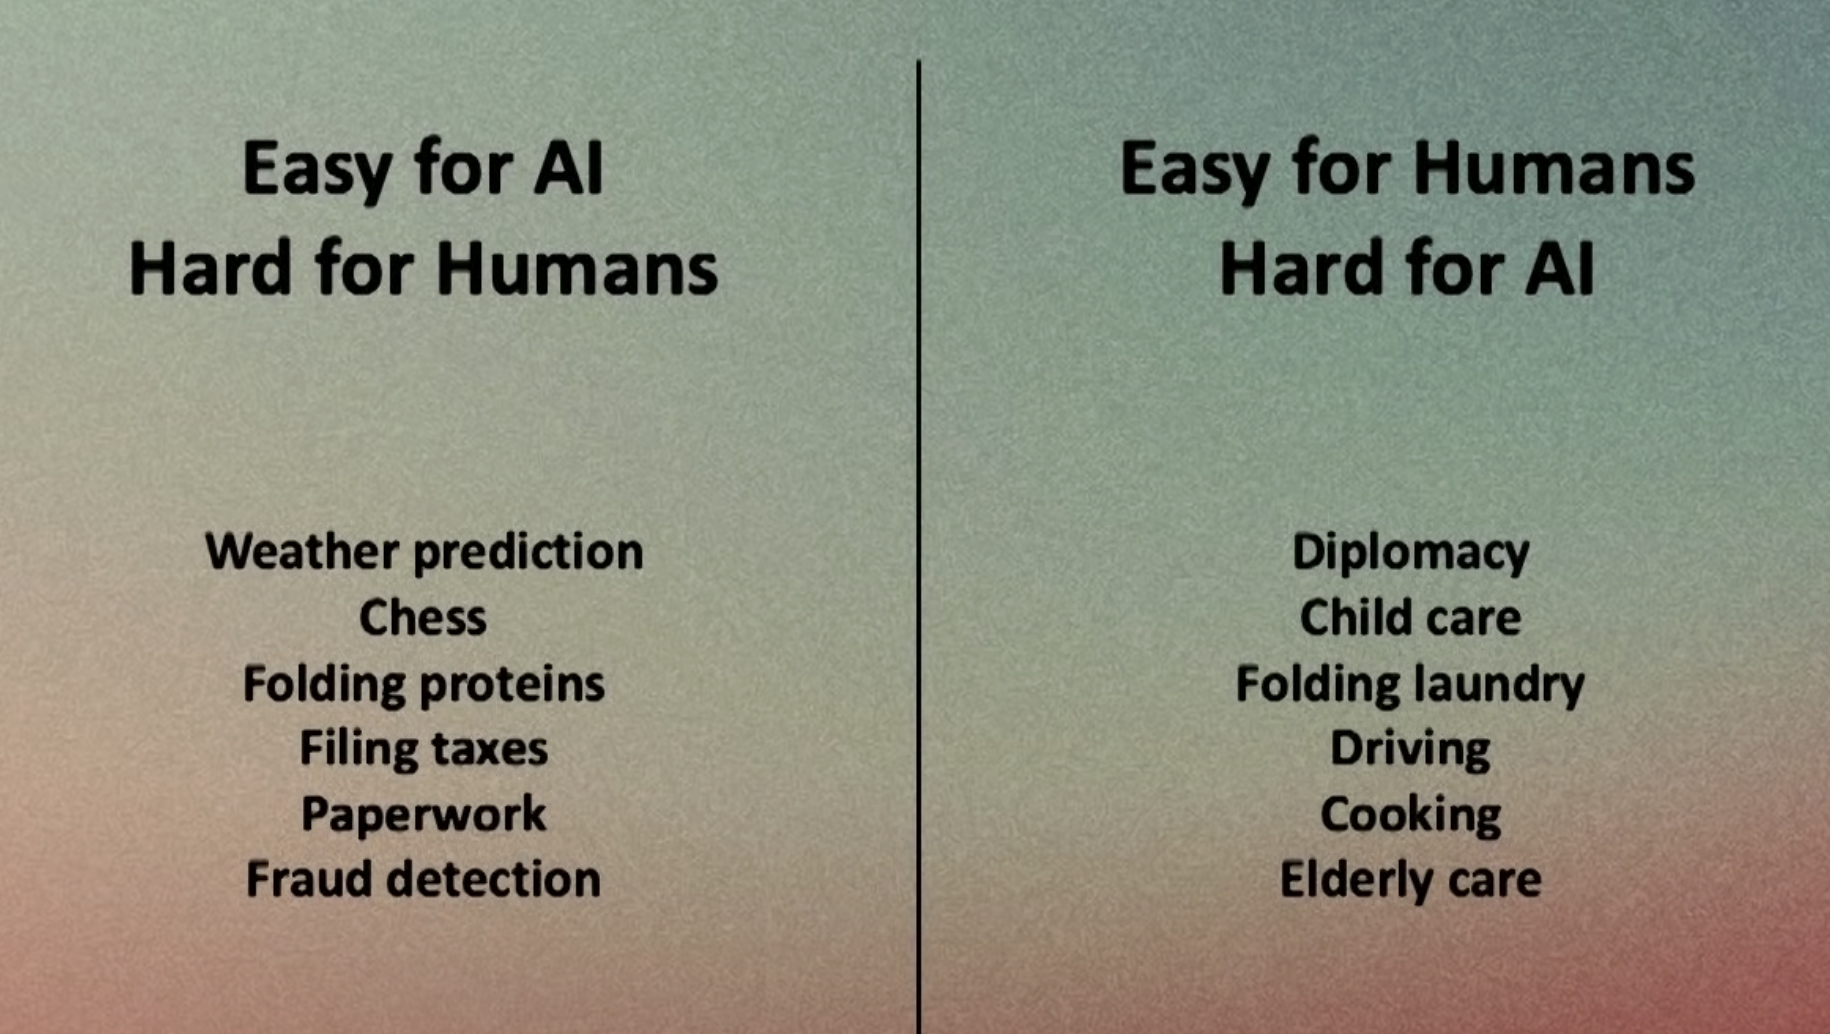 Easy for AI
Hard for Humans
Weather prediction
Chess
Folding proteins
Filing taxes
Paperwork
Fraud detection
Easy for Humans
Hard for AI
Diplomacy
Child care
Folding laundry
Driving
Cooking
Elderly care